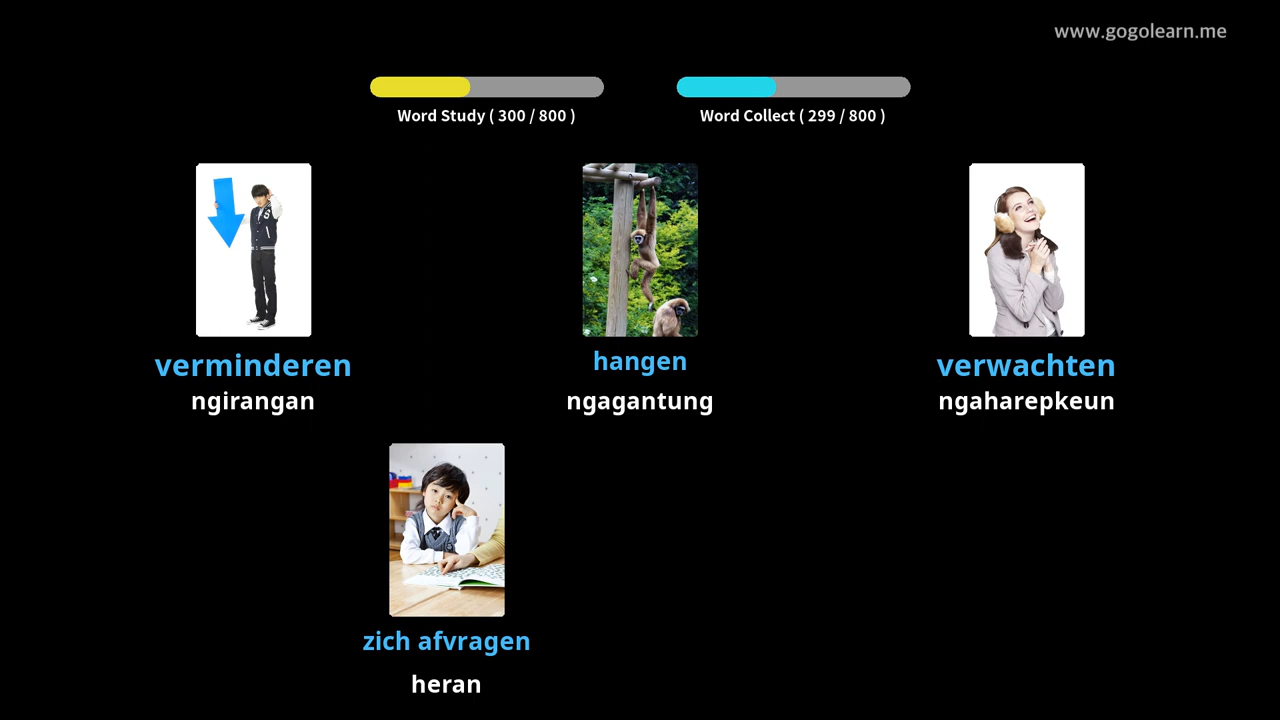 www.gogolearn.me
Word Study ( 300 / 800 )
Word Collect ( 299 / 800 )
verminderen
ngirangan
hangen
ngagantung
verwachten
ngaharepkeun
zich afvragen
heran